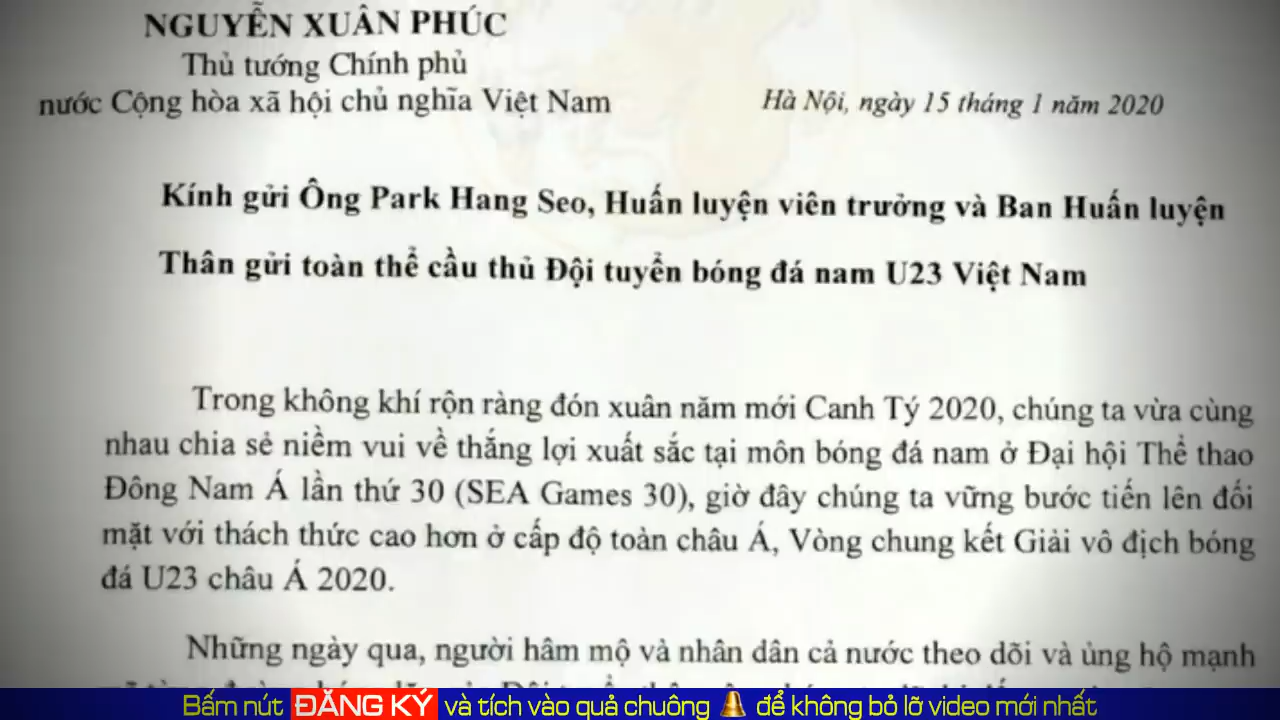 NGUYỄN XUÂN PHÚC
Thủ tướng Chính phủ
nước Cộng hòa xã hội chủ nghĩa Việt Nam
Hà Nội, ngày 15 tháng 1 năm 2020
Kính gửi Ông Park Hang Seo, Huấn luyện viên trưởng và Ban Huấn luyện
Thân gửi toàn thể cầu thủ Đội tuyển bóng đá nam U23 Việt Nam
Trong không khí rộn ràng đón xuân năm mới Canh Tý 2020, chúng ta vừa cùng
nhau chia sẻ niềm vui về thắng lợi xuất sắc tại môn bóng đá nam ở Đại hội Thể thao
Đông Nam Á lần thứ 30 (SEA Games 30), giờ đây chúng ta vững bước tiến lên đối
mặt với thách thức cao hơn ở cấp độ toàn châu Á, Vòng chung kết Giải vô địch bóng
đá U23 châu Á 2020.
Những ngày qua, người hâm mộ và nhân dân cả nước theo dõi và ủng hộ mạnh
Bấm nút ĐĂNG KÝ và tích vào quả chuông để không bỏ lỡ video mới nhất